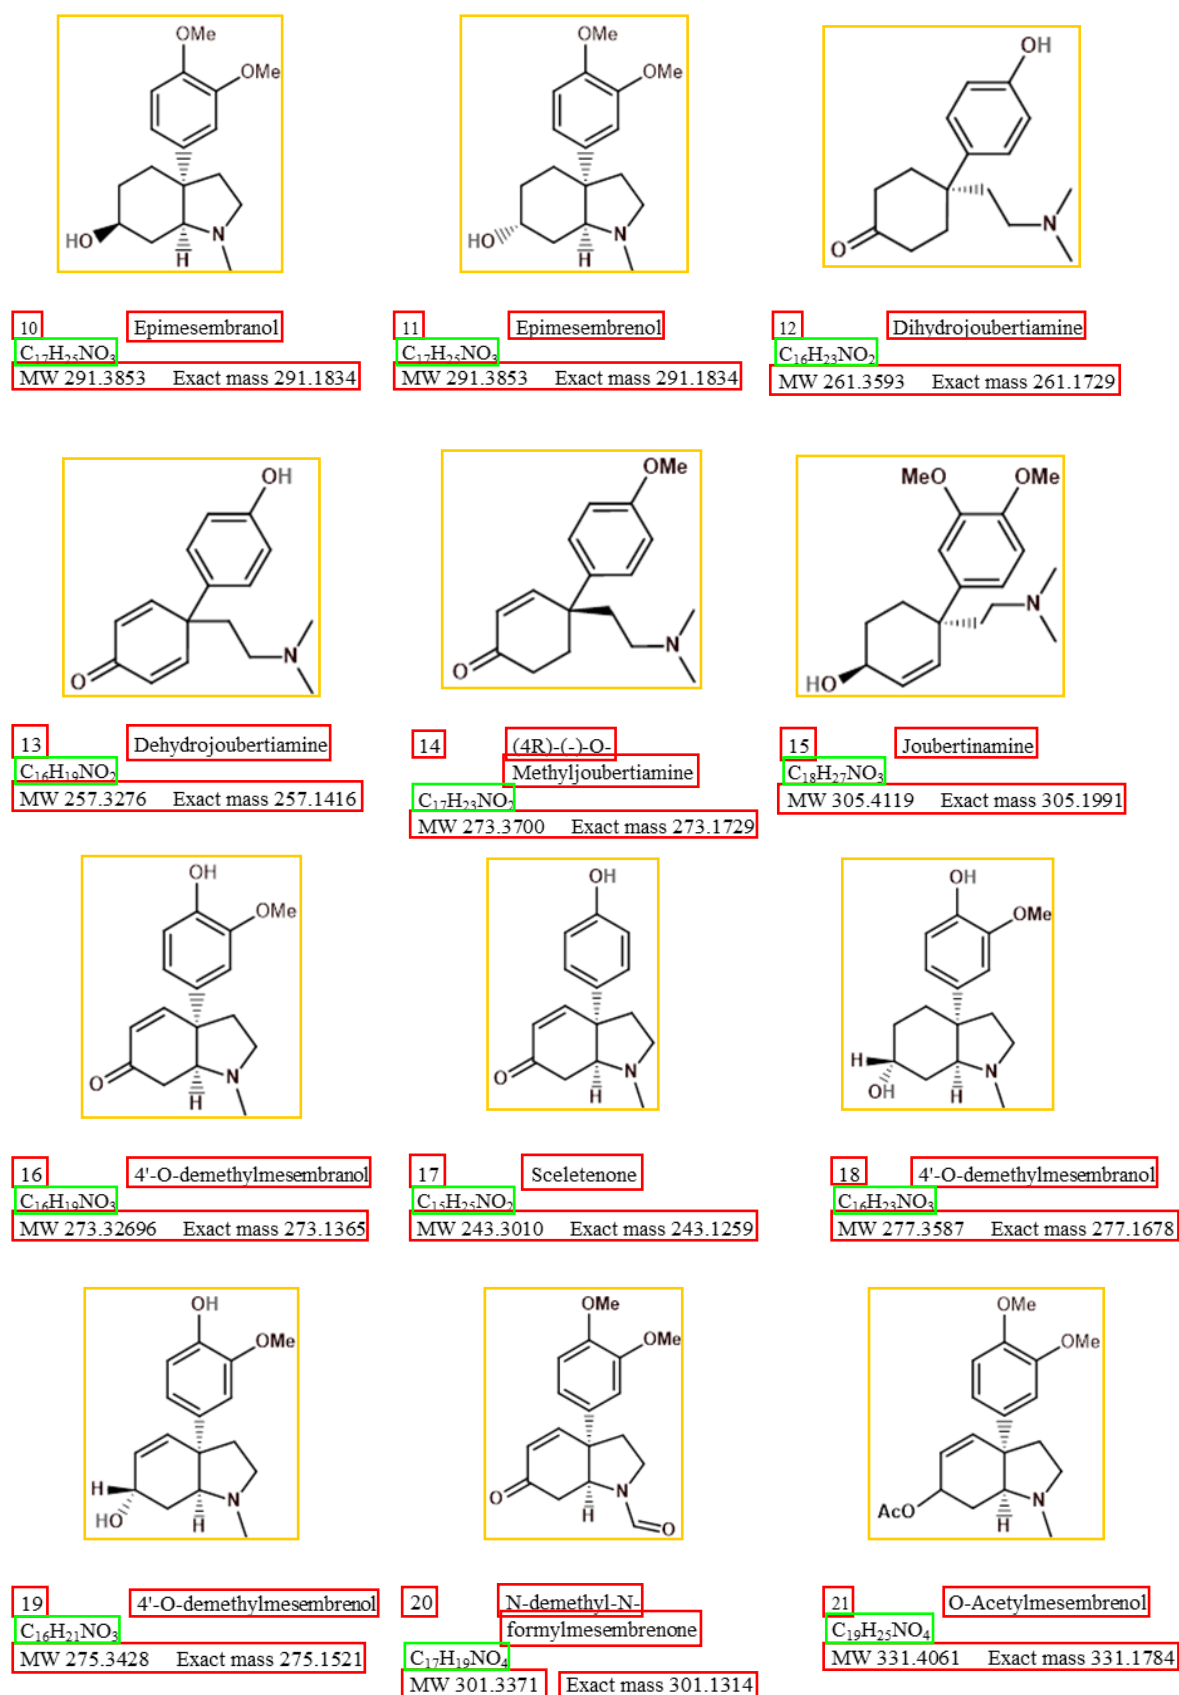 OMe OMe OH
OMe OMe
HO H N HO H N O N
10 Epimesembranol 11 Epimesembrenol 12 Dihydrojoubertiamine
C₁₇H₂₅NO₃ C₁₇H₂₅NO₃ C₁₆H₂₃NO₂
MW 291.3853 Exact mass 291.1834 MW 291.3853 Exact mass 291.1834 MW 261.3593 Exact mass 261.1729
OH OMe MeO OMe
O N O N HO N
13 Dehydrojoubertiamine 14 (4R)-(-)-O- 15 Joubertinamine
Methyljoubertiamine
C₁₆H₁₉NO₂ C₁₇H₂₃NO₂ C₁₈H₂₇NO₃
MW 257.3276 Exact mass 257.1416 MW 273.3700 Exact mass 273.1729 MW 305.4119 Exact mass 305.1991
OH OH OH
OMe OMe
O H N O H N H OH H N
16 4'-O-demethylmesembranol 17 Sceletenone 18 4'-O-demethylmesembranol
C₁₆H₁₉NO₃ C₁₅H₂₅NO₂ C₁₆H₂₃NO₃
MW 273.32696 Exact mass 273.1365 MW 243.3010 Exact mass 243.1259 MW 277.3587 Exact mass 277.1678
OH OMe OMe
OMe OMe OMe
H HO H N O H N O AcO H N
19 4'-O-demethylmesembrenol 20 N-demethyl-N- 21 O-Acetylmesembrenol
formylmesembrenone
C₁₆H₂₁NO₃ C₁₇H₁₉NO₄ C₁₉H₂₅NO₄
MW 275.3428 Exact mass 275.1521 MW 301.3371 Exact mass 301.1314 MW 331.4061 Exact mass 331.1784